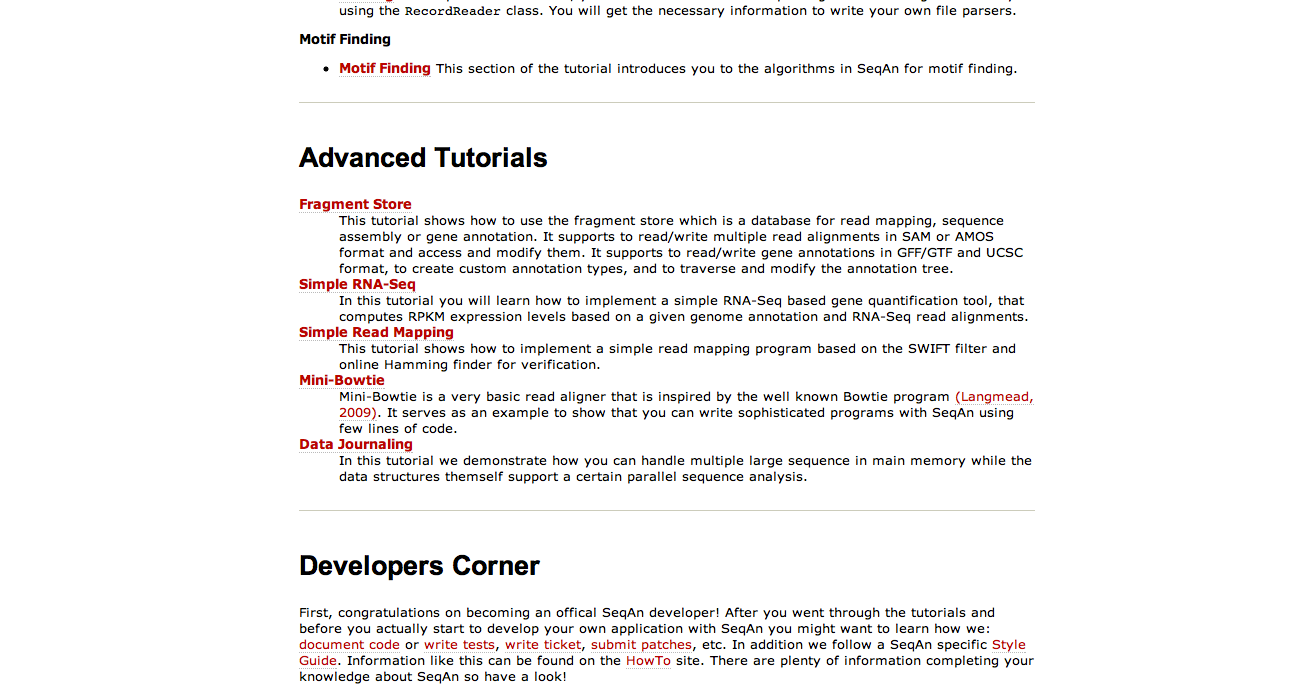 using the RecordReader class. You will get the necessary information to write your own file parsers.
Motif Finding
• Motif Finding This section of the tutorial introduces you to the algorithms in SeqAn for motif finding.
Advanced Tutorials
Fragment Store
This tutorial shows how to use the fragment store which is a database for read mapping, sequence
assembly or gene annotation. It supports to read/write multiple read alignments in SAM or AMOS
format and access and modify them. It supports to read/write gene annotations in GFF/GTF and UCSC
format, to create custom annotation types, and to traverse and modify the annotation tree.
Simple RNA-Seq
In this tutorial you will learn how to implement a simple RNA-Seq based gene quantification tool, that
computes RPKM expression levels based on a given genome annotation and RNA-Seq read alignments.
Simple Read Mapping
This tutorial shows how to implement a simple read mapping program based on the SWIFT filter and
online Hamming finder for verification.
Mini-Bowtie
Mini-Bowtie is a very basic read aligner that is inspired by the well known Bowtie program (Langmead,
2009). It serves as an example to show that you can write sophisticated programs with SeqAn using
few lines of code.
Data Journaling
In this tutorial we demonstrate how you can handle multiple large sequence in main memory while the
data structures themself support a certain parallel sequence analysis.
Developers Corner
First, congratulations on becoming an offical SeqAn developer! After you went through the tutorials and
before you actually start to develop your own application with SeqAn you might want to learn how we:
document code or write tests, write ticket, submit patches, etc. In addition we follow a SeqAn specific Style
Guide. Information like this can be found on the HowTo site. There are plenty of information completing your
knowledge about SeqAn so have a look!